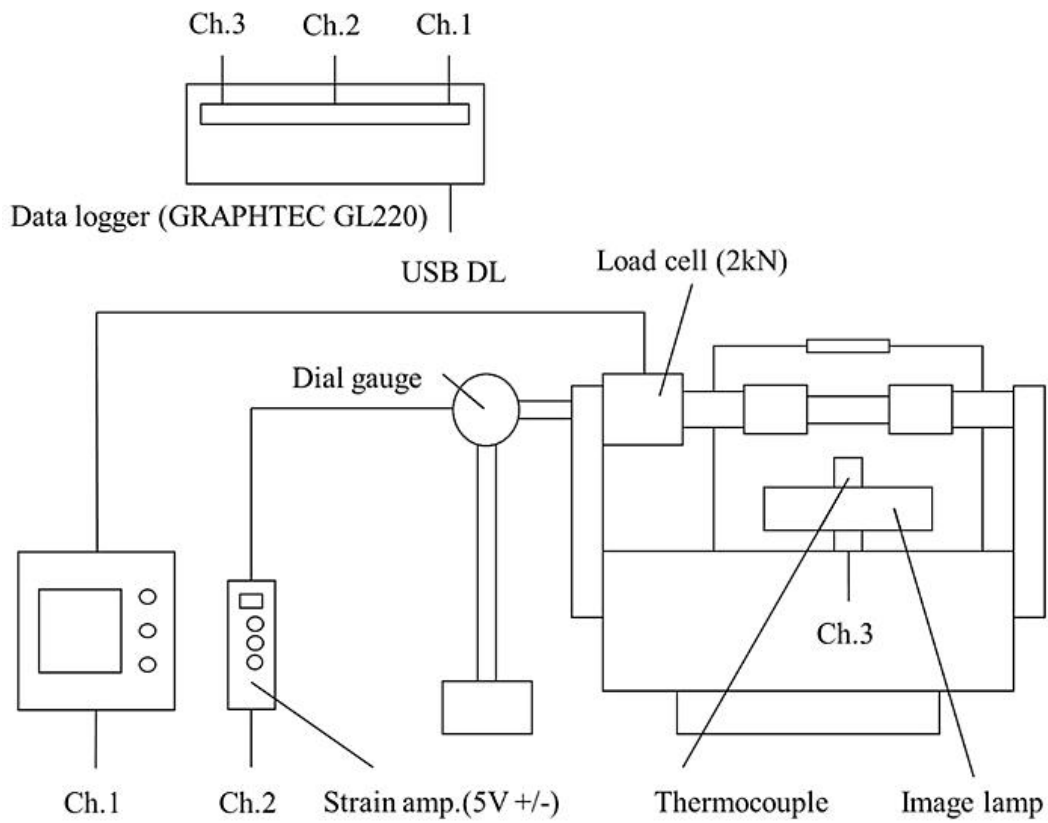 Ch.3 Ch.2 Ch.1
Data logger (GRAPHTEC GL220)
USB DL
Load cell (2kN)
Dial gauge
Ch.3
Ch.1
Ch.2
Strain amp.(5V +/-)
Thermocouple
Image lamp